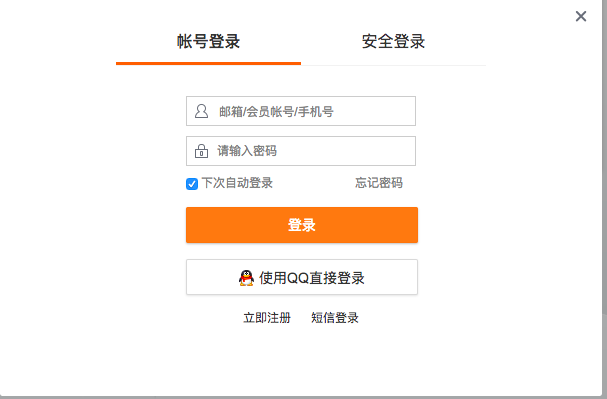 帐号登录 安全登录
邮箱/会员帐号/手机号
请输入密码
下次自动登录 忘记密码
登录
使用QQ直接登录
立即注册 短信登录